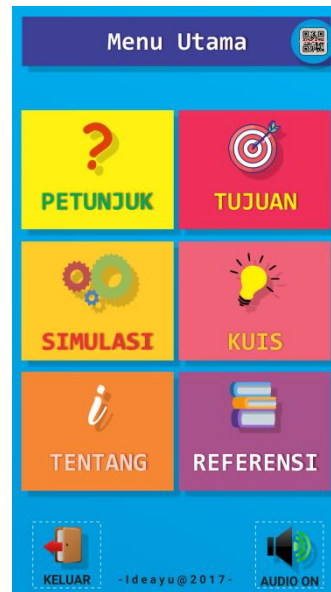 Menu Utama
PETUNJUK
TUJUAN
SIMULASI
KUIS
TENTANG
REFERENSI
KELUAR
-Ideayu@2017-
AUDIO ON